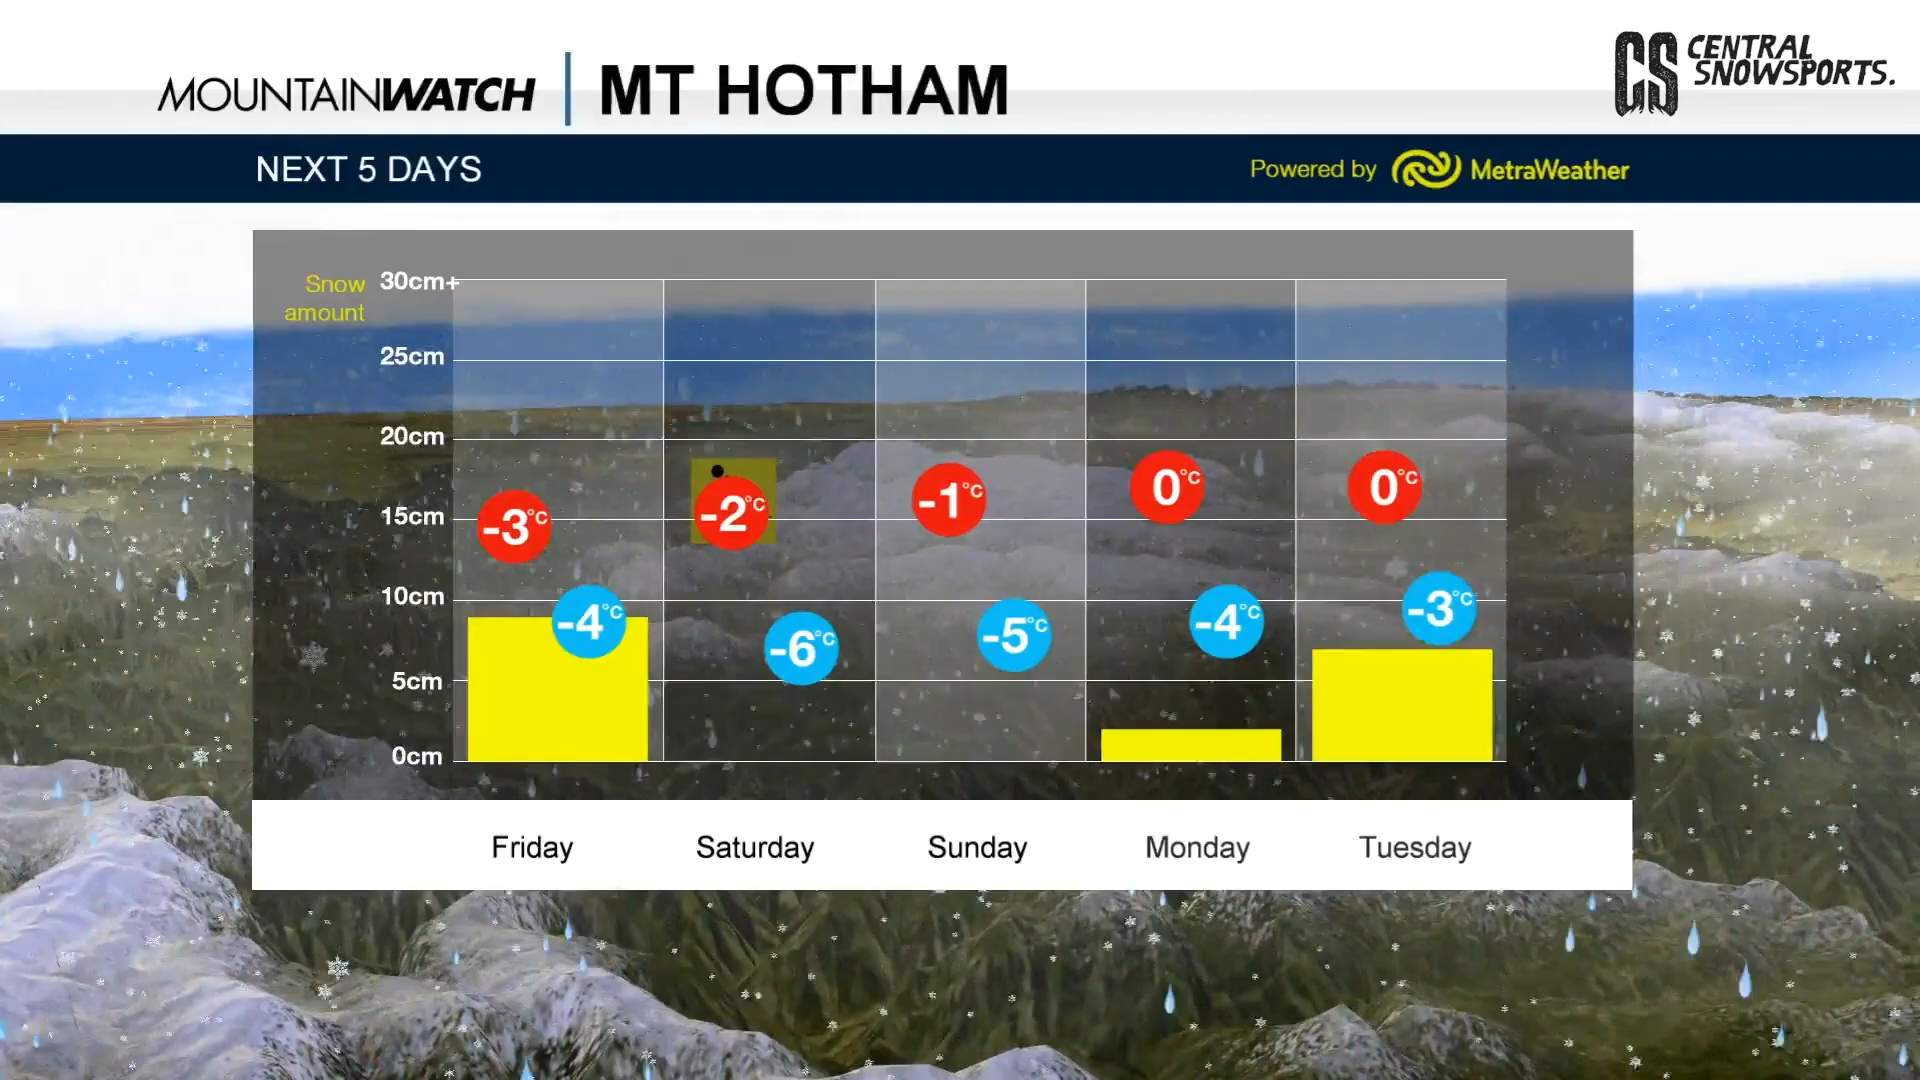 MOUNTAINWATCH
MT HOTHAM
CS CENTRAL
SNOWSPORTS.
NEXT 5 DAYS
Powered by MetraWeather
Snow
amount
30cm+
25cm
20cm
15cm
10cm
5cm
0cm
-3°C
-4°C
-2°C
-6°C
-1°C
-5°C
0°C
-4°C
0°C
-3°C
Friday
Saturday
Sunday
Monday
Tuesday